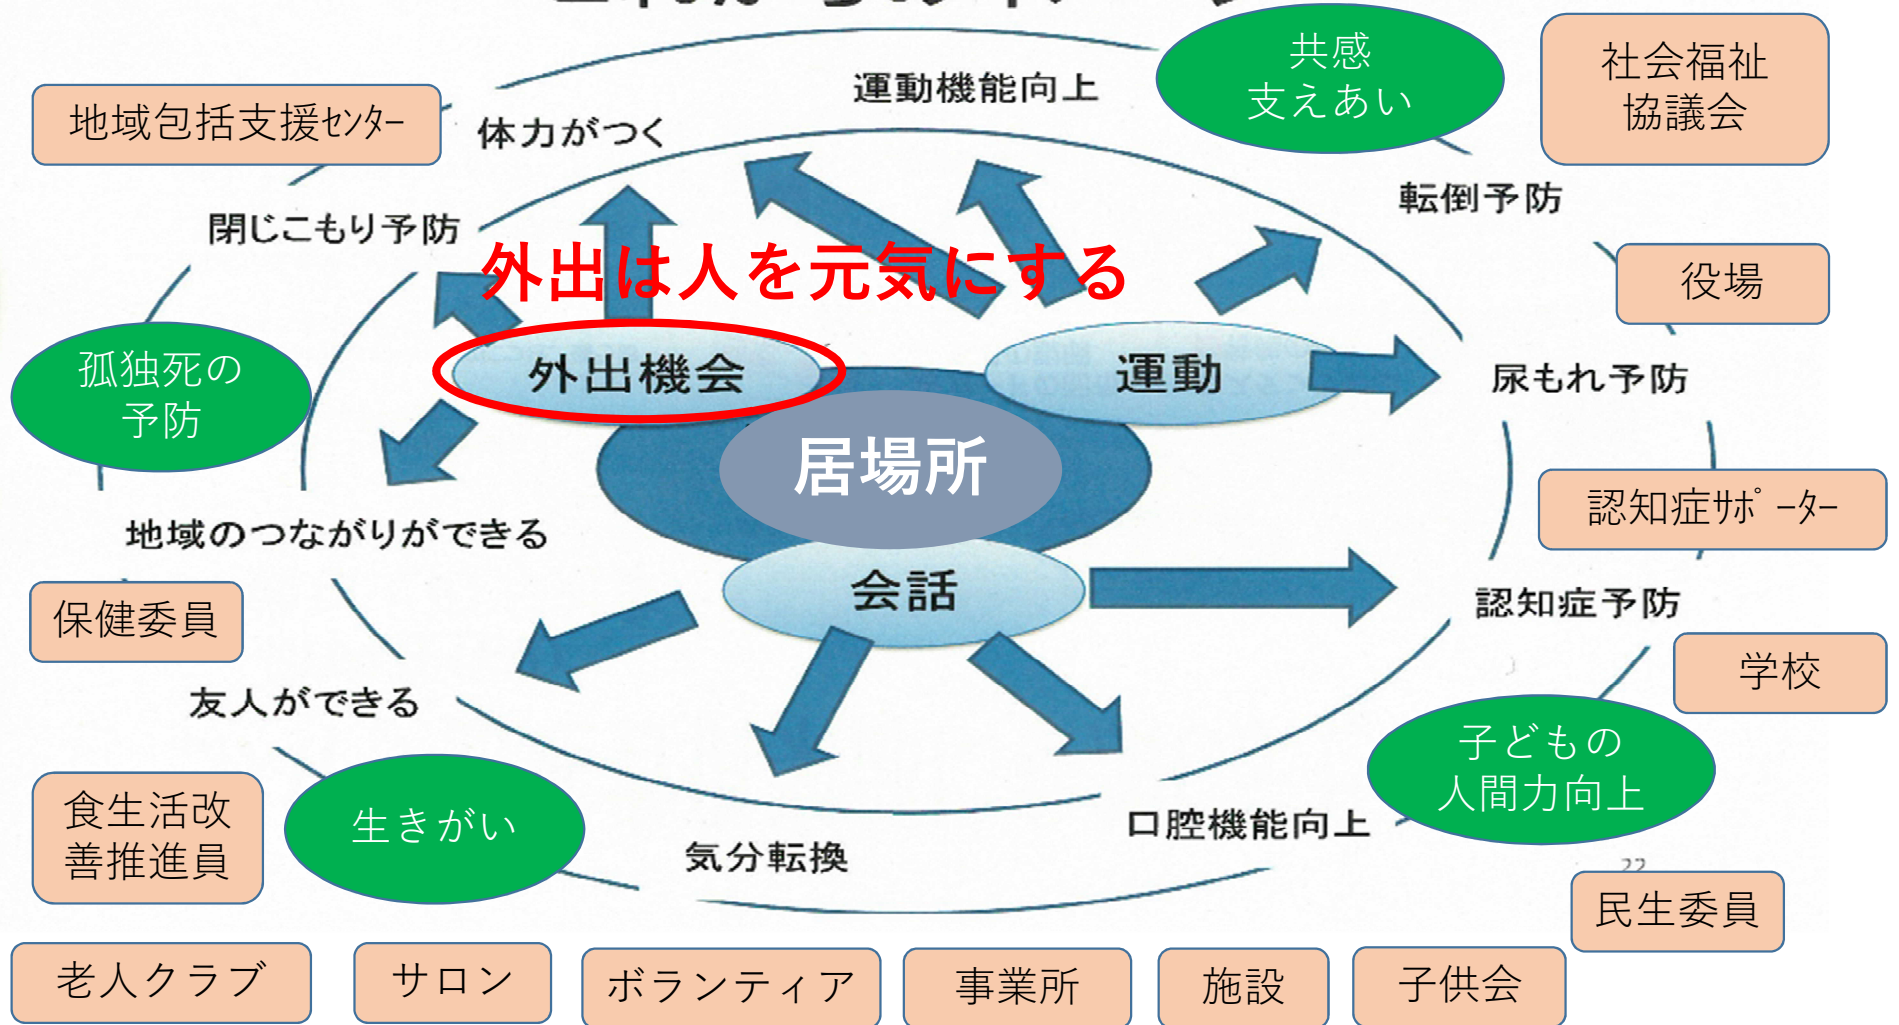 共感
支えあい
社会福祉
協議会
運動機能向上
地域包括支援ｾﾝﾀｰ
体力がつく
転倒予防
閉じこもり予防
外出は人を元気にする
役場
孤独死の
予防
外出機会
運動
尿もれ予防
居場所
認知症ｻﾎﾟｰﾀｰ
地域のつながりができる
会話
認知症予防
保健委員
学校
友人ができる
子どもの
人間力向上
食生活改
善推進員
生きがい
口腔機能向上
気分転換
22
民生委員
老人クラブ
サロン
ボランティア
事業所
施設
子供会